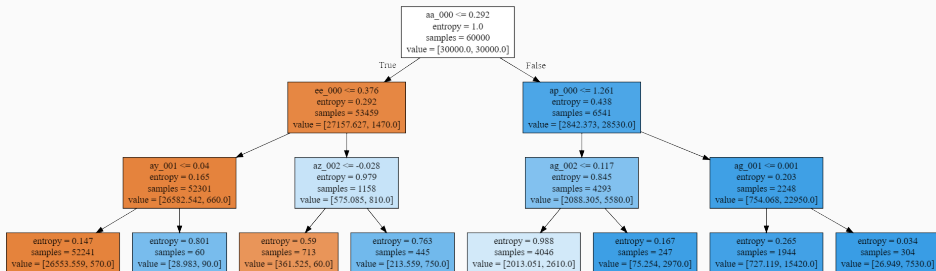 aa_000 <= 0.292
entropy = 1.0
samples = 60000
value = [30000.0, 30000.0]
True
False
ee_000 <= 0.376
entropy = 0.292
samples = 53459
value = [27157.627, 1470.0]
ap_000 <= 1.261
entropy = 0.438
samples = 6541
value = [2842.373, 28530.0]
ay_001 <= 0.04
entropy = 0.165
samples = 52301
value = [26582.542, 660.0]
az_002 <= -0.028
entropy = 0.979
samples = 1158
value = [575.085, 810.0]
ag_002 <= 0.117
entropy = 0.845
samples = 4293
value = [2088.305, 5580.0]
ag_001 <= 0.001
entropy = 0.203
samples = 2248
value = [754.068, 22950.0]
entropy = 0.147
samples = 52241
value = [26553.559, 570.0]
entropy = 0.801
samples = 60
value = [28.983, 90.0]
entropy = 0.59
samples = 713
value = [361.525, 60.0]
entropy = 0.763
samples = 445
value = [213.559, 750.0]
entropy = 0.988
samples = 4046
value = [2013.051, 2610.0]
entropy = 0.167
samples = 247
value = [75.254, 2970.0]
entropy = 0.265
samples = 1944
value = [727.119, 15420.0]
entropy = 0.034
samples = 304
value = [26.949, 7530.0]